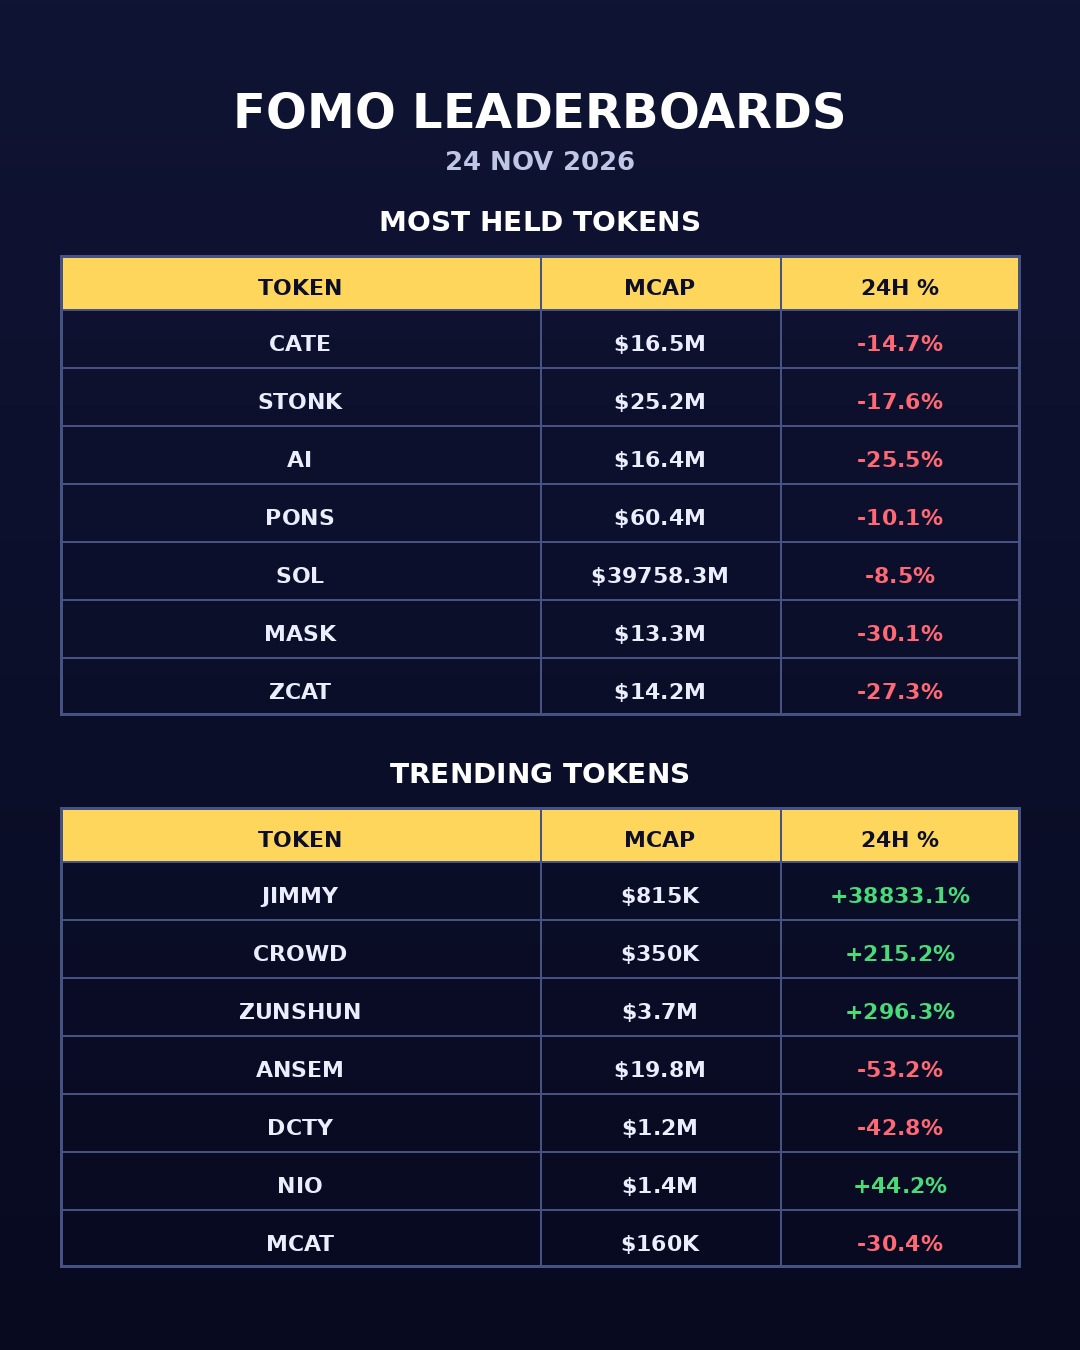 FOMO LEADERBOARDS
24 NOV 2026
MOST HELD TOKENS
TOKEN MCAP 24H %
CATE $16.5M -14.7%
STONK $25.2M -17.6%
AI $16.4M -25.5%
PONS $60.4M -10.1%
SOL $39758.3M -8.5%
MASK $13.3M -30.1%
ZCAT $14.2M -27.3%
TRENDING TOKENS
TOKEN MCAP 24H %
JIMMY $815K +38833.1%
CROWD $350K +215.2%
ZUNSHUN $3.7M +296.3%
ANSEM $19.8M -53.2%
DCTY $1.2M -42.8%
NIO $1.4M +44.2%
MCAT $160K -30.4%